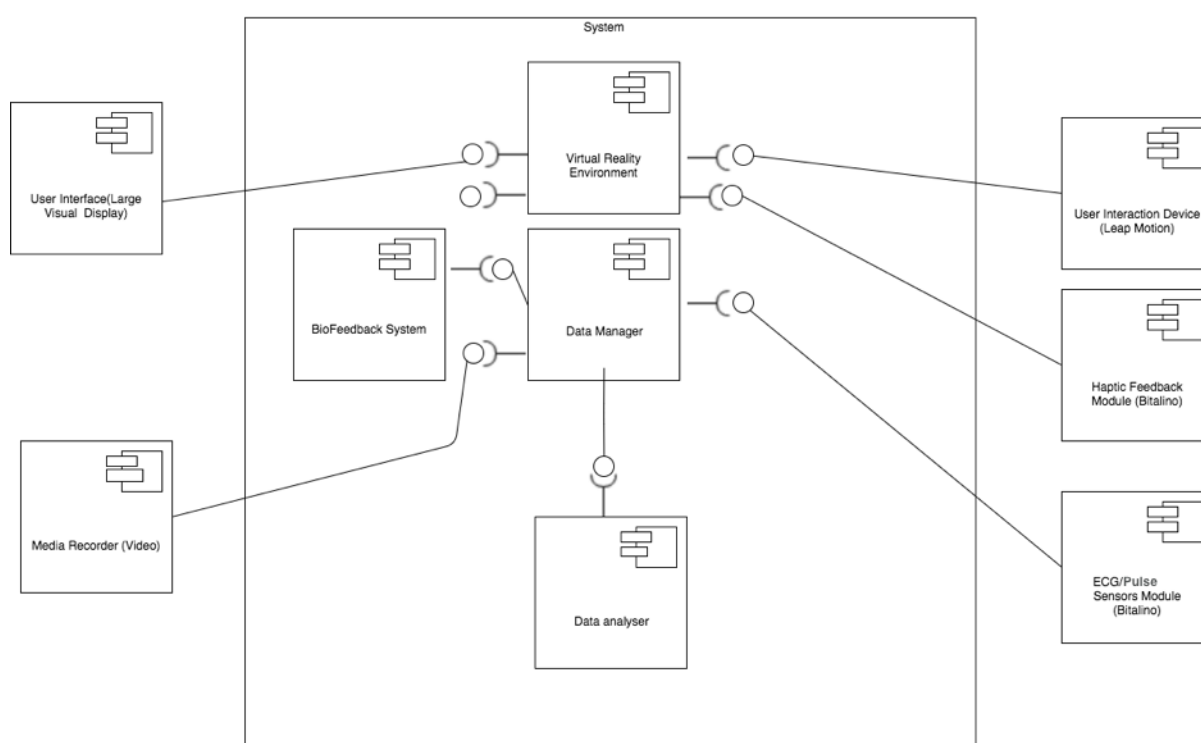 System
Virtual Reality
Environment
User Interface(Large
Visual Display)
User Interaction Device
(Leap Motion)
BioFeedback System
Data Manager
Haptic Feedback
Module (Bitalino)
Media Recorder (Video)
ECG/Pulse
Sensors Module
(Bitalino)
Data analyser